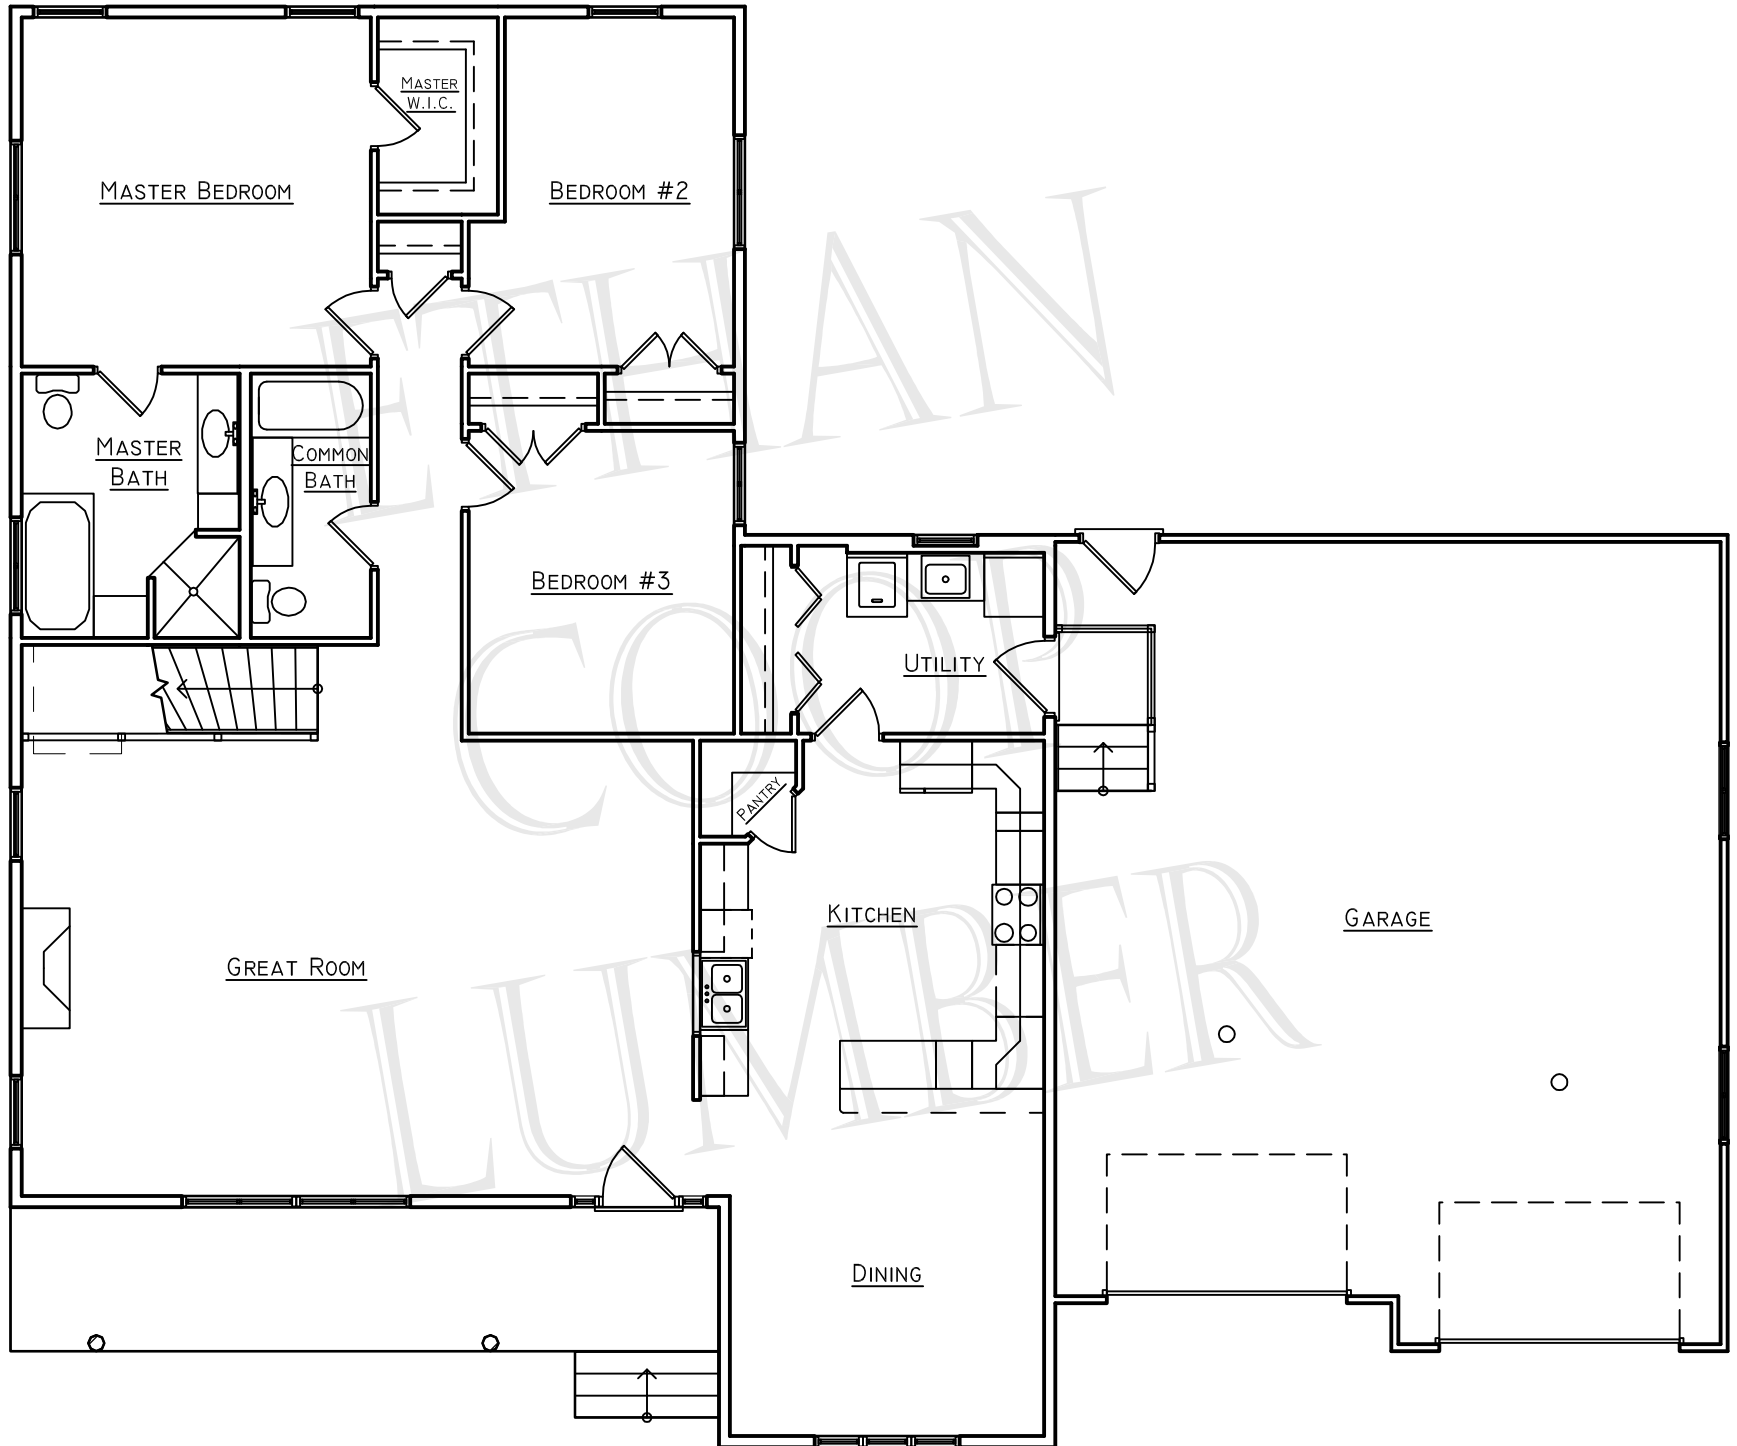 MASTER
W.I.C.
MASTER BEDROOM
BEDROOM #2
MASTER
BATH
COMMON
BATH
BEDROOM #3
UTILITY
PANTRY
KITCHEN
GARAGE
GREAT ROOM
DINING
ETHAN
COOP
LUMBER